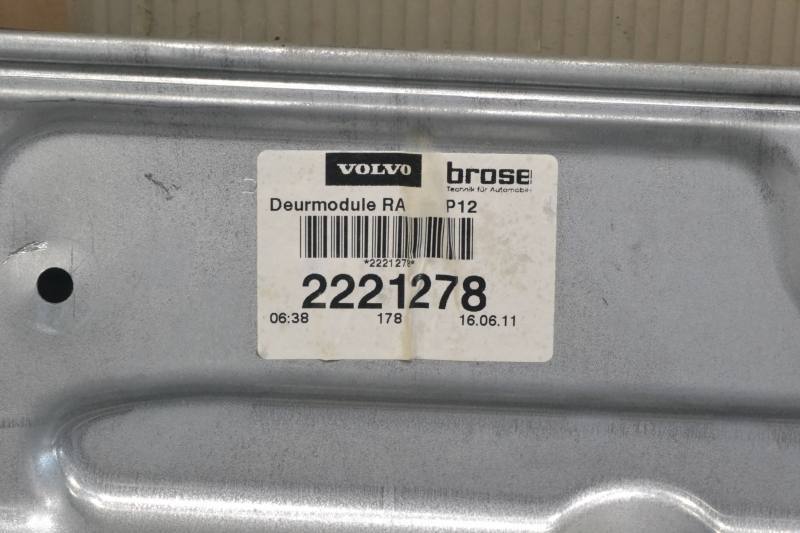 VOLVO brose
Technik für Automobile
Deurmodule RA P12
*2221278*
2221278
06:38 178 16.06.11